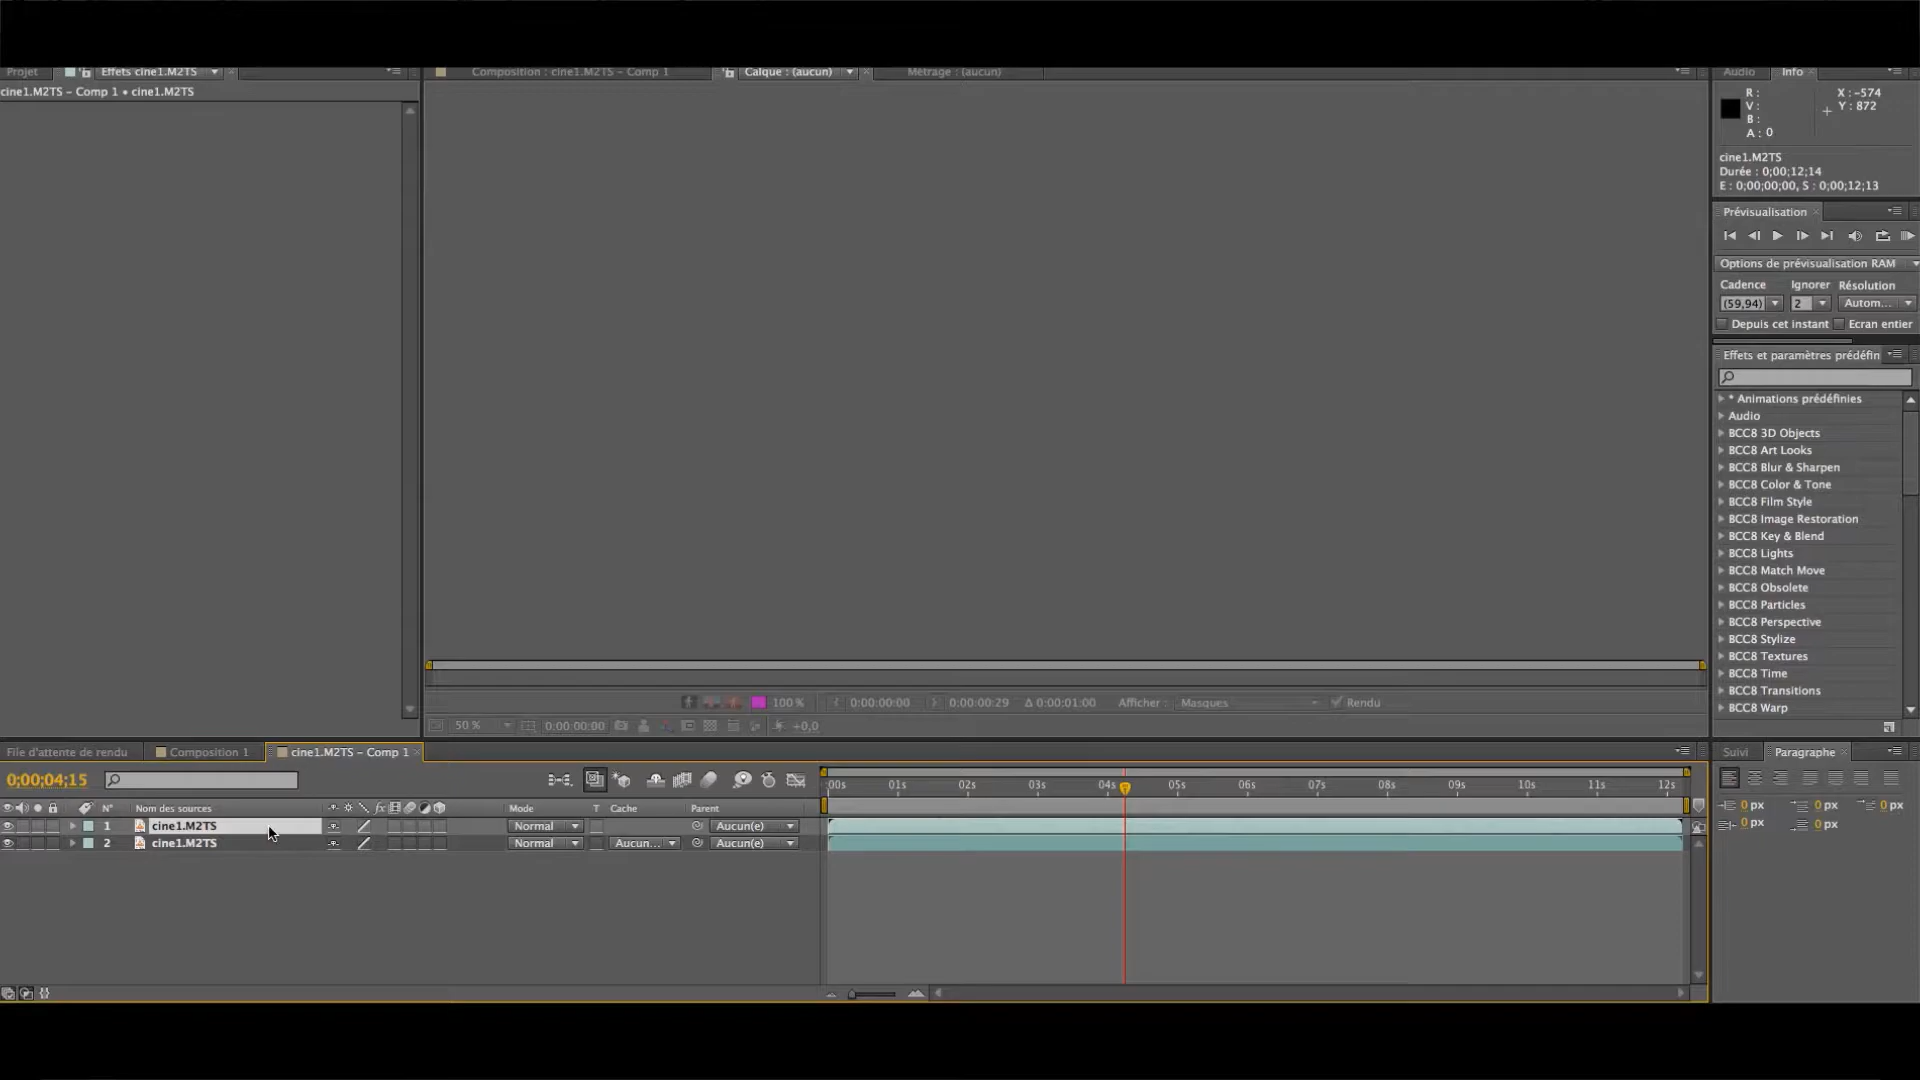 Projet Effets cine1.M2TS
cine1.M2TS - Comp 1 • cine1.M2TS
Composition : cine1.M2TS - Comp 1 Calque : (aucun) Métrage : (aucun)
Audio Info
R : X : -574
V : Y : 872
B :
A : 0
cine1.M2TS
Durée : 0;00;12;14
E : 0;00;00;00, S : 0;00;12;13
Prévisualisation
Options de prévisualisation RAM
Cadence Ignorer Résolution
(59,94) 2 Autom...
Depuis cet instant Ecran entier
Effets et paramètres prédéfin
* Animations prédéfinies
Audio
BCC8 3D Objects
BCC8 Art Looks
BCC8 Blur & Sharpen
BCC8 Color & Tone
BCC8 Film Style
BCC8 Image Restoration
BCC8 Key & Blend
BCC8 Lights
BCC8 Match Move
BCC8 Obsolete
BCC8 Particles
BCC8 Perspective
BCC8 Stylize
BCC8 Textures
BCC8 Time
BCC8 Transitions
BCC8 Warp
100 % 0:00:00:00 0:00:00:29 Δ 0:00:01:00 Afficher : Masques Rendu
50 % 0:00:00:00 +0,0
File d'attente de rendu Composition 1 cine1.M2TS - Comp 1
0;00;04;15
:00s 01s 02s 03s 04s 05s 06s 07s 08s 09s 10s 11s 12s
N° Nom des sources fx Mode T Cache Parent
1 cine1.M2TS Normal Aucun(e)
2 cine1.M2TS Normal Aucun... Aucun(e)
Suivi Paragraphe
0 px 0 px 0 px
0 px 0 px